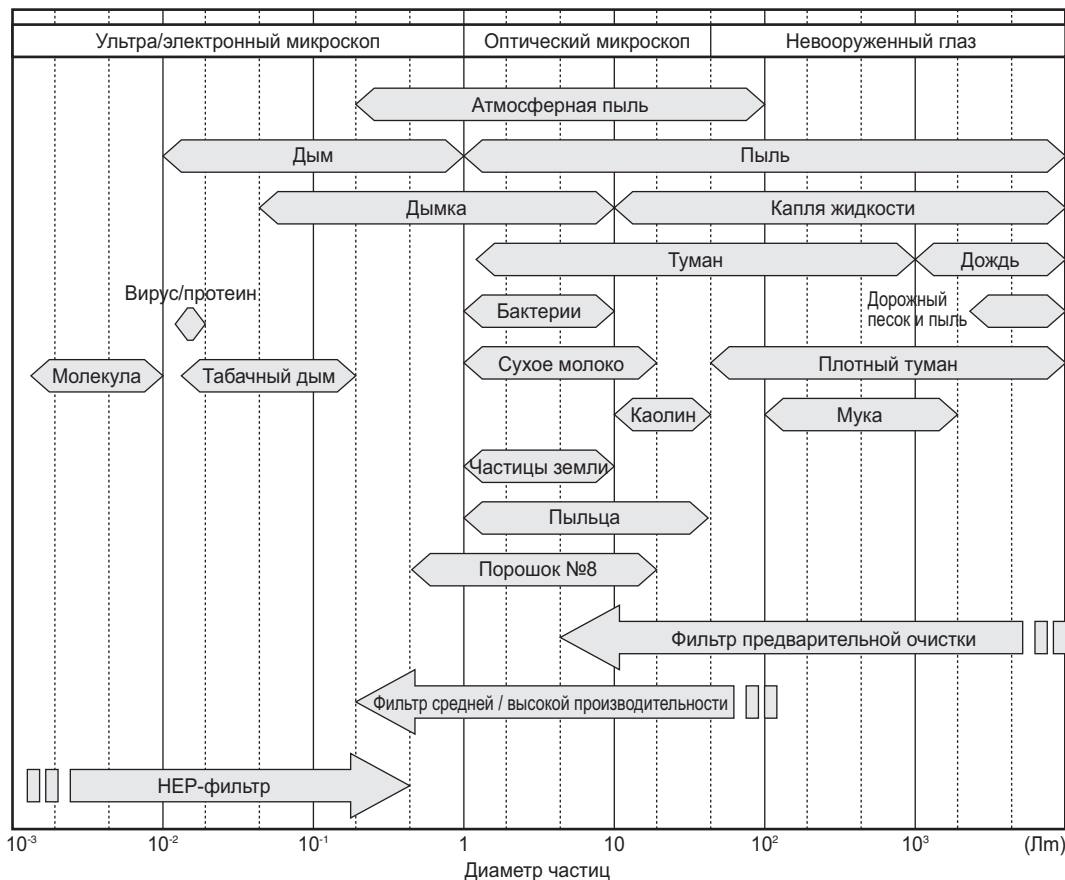 Ультра/электронный микроскоп Оптический микроскоп Невооруженный глаз
Атмосферная пыль
Дым Пыль
Дымка Капля жидкости
Туман Дождь
Вирус/протеин
Бактерии
Дорожный
песок и пыль
Молекула Табачный дым Сухое молоко Плотный туман
Каолин Мука
Частицы земли
Пыльца
Порошок №8
Фильтр предварительной очистки
Фильтр средней / высокой производительности
НЕР-фильтр
10⁻³ 10⁻² 10⁻¹ 1 10 10² 10³ (Лm)
Диаметр частиц